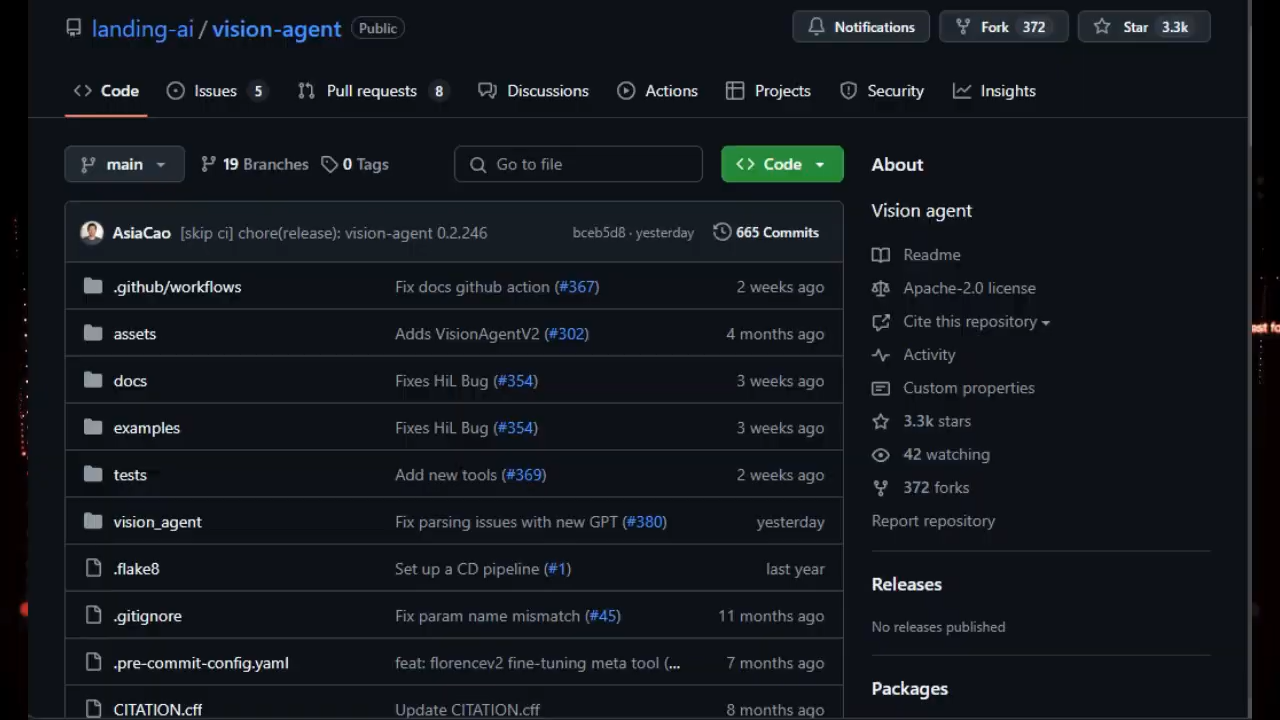 landing-ai / vision-agent Public
Notifications Fork 372 Star 3.3k
Code Issues 5 Pull requests 8 Discussions Actions Projects Security Insights
main 19 Branches 0 Tags Go to file Code
AsiaCao [skip ci] chore(release): vision-agent 0.2.246 bceb5d8 · yesterday 665 Commits
.github/workflows Fix docs github action (#367) 2 weeks ago
assets Adds VisionAgentV2 (#302) 4 months ago
docs Fixes HiL Bug (#354) 3 weeks ago
examples Fixes HiL Bug (#354) 3 weeks ago
tests Add new tools (#369) 2 weeks ago
vision_agent Fix parsing issues with new GPT (#380) yesterday
.flake8 Set up a CD pipeline (#1) last year
.gitignore Fix param name mismatch (#45) 11 months ago
.pre-commit-config.yaml feat: florencev2 fine-tuning meta tool (... 7 months ago
CITATION.cff Update CITATION.cff 8 months ago
About
Vision agent
Readme
Apache-2.0 license
Cite this repository
Activity
Custom properties
3.3k stars
42 watching
372 forks
Report repository
Releases
No releases published
Packages